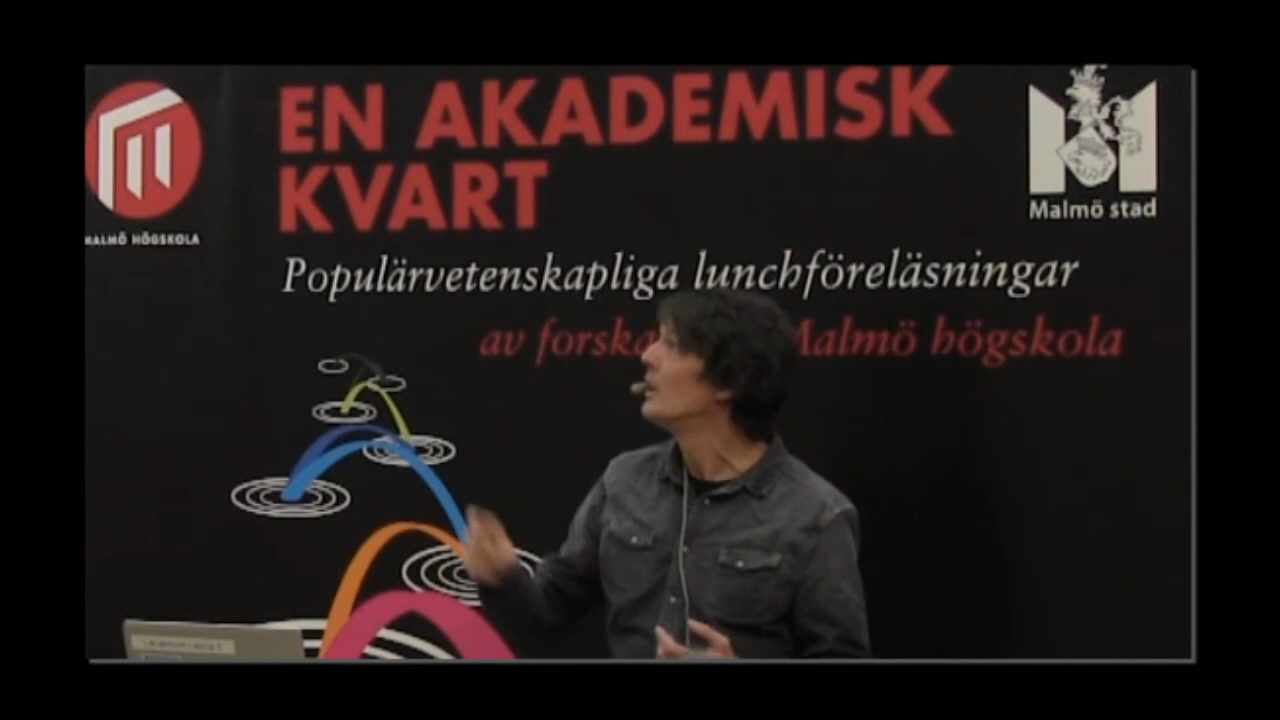 EN AKADEMISK
KVART
MALMÖ HÖGSKOLA
Malmö stad
Populärvetenskapliga lunchföreläsningar
av forska Malmö högskola